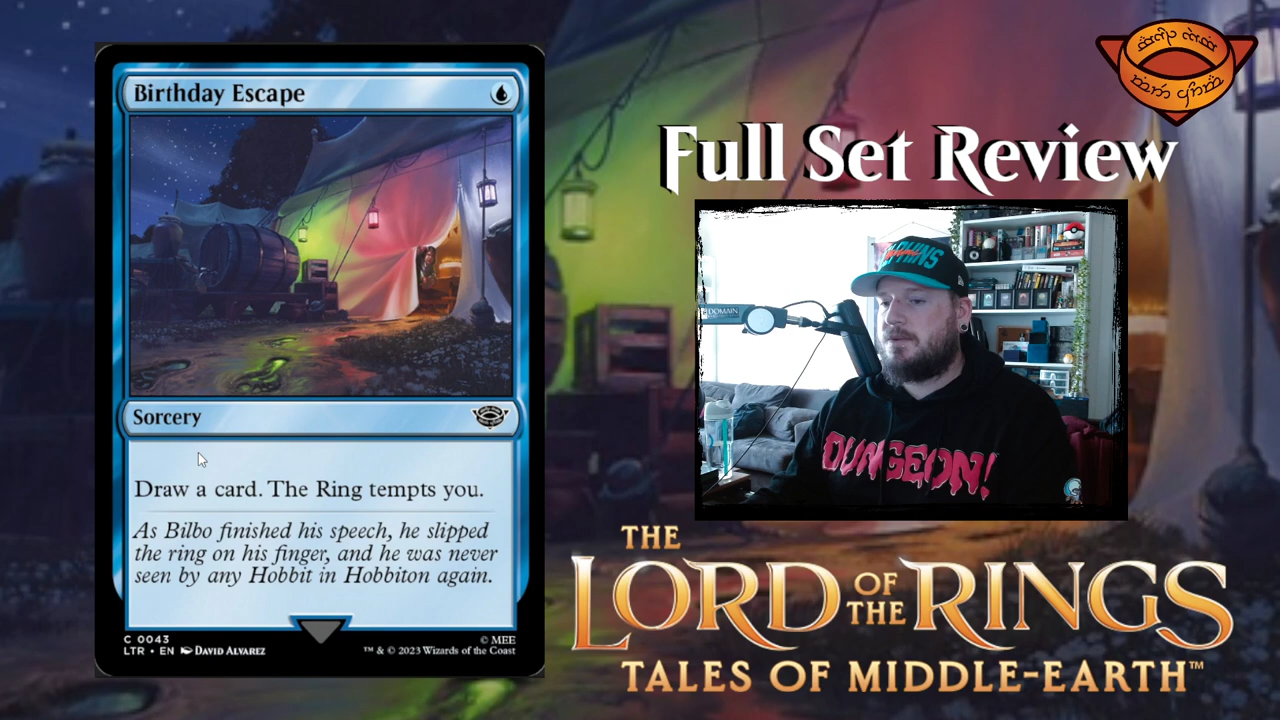 Birthday Escape
Sorcery
Draw a card. The Ring tempts you.
As Bilbo finished his speech, he slipped
the ring on his finger, and he was never
seen by any Hobbit in Hobbiton again.
C 0043
LTR • EN DAVID ALVAREZ
© MEE
™ & © 2023 Wizards of the Coast
Full Set Review
DOMAIN
DUNGEON!
THE
LORD OF THE RINGS
TALES OF MIDDLE-EARTH™